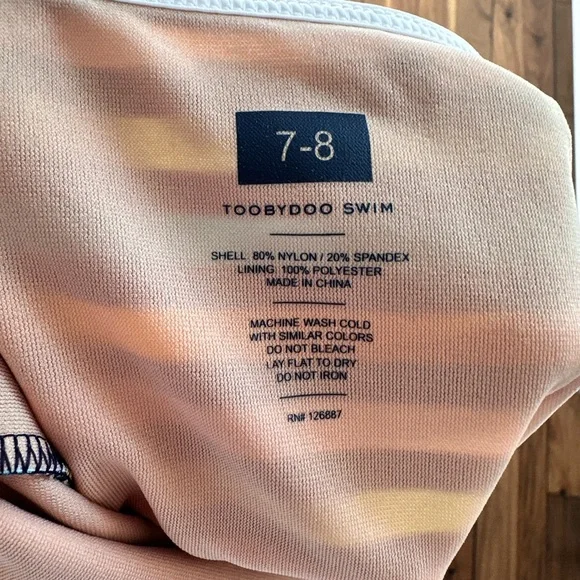 7-8
TOOBYDOO SWIM
SHELL 80% NYLON / 20% SPANDEX
LINING 100% POLYESTER
MADE IN CHINA
MACHINE WASH COLD
WITH SIMILAR COLORS
DO NOT BLEACH
LAY FLAT TO DRY
DO NOT IRON
RN# 126887